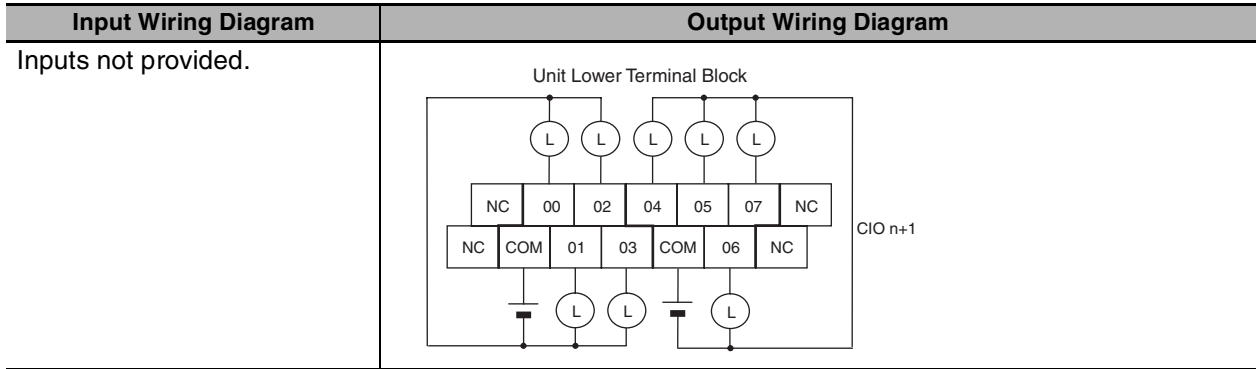 Input Wiring Diagram Output Wiring Diagram
Inputs not provided.
Unit Lower Terminal Block
L L L L L
NC 00 02 04 05 07 NC
CIO n+1
NC COM 01 03 COM 06 NC
L L L